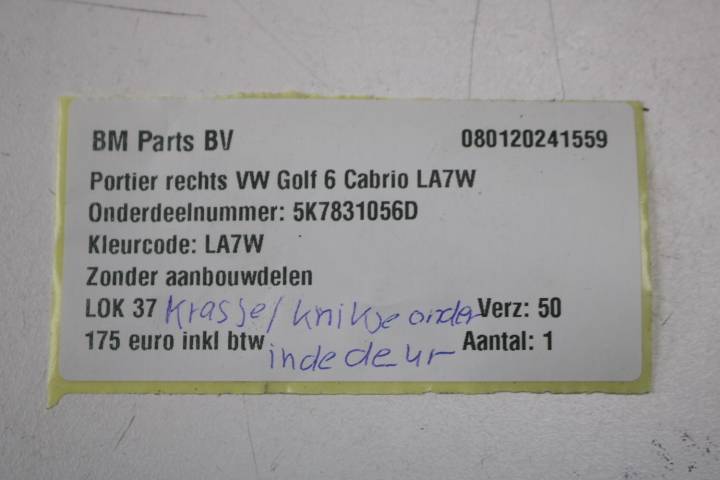 BM Parts BV 080120241559
Portier rechts VW Golf 6 Cabrio LA7W
Onderdeelnummer: 5K7831056D
Kleurcode: LA7W
Zonder aanbouwdelen
LOK 37 krasje/knikje onder Verz: 50
175 euro inkl btw in de deur Aantal: 1